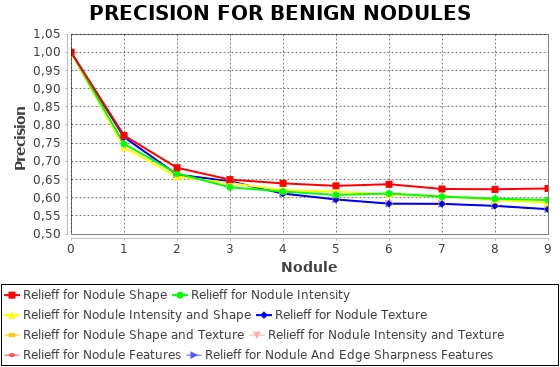 PRECISION FOR BENIGN NODULES
1,05
1,00
0,95
0,90
0,85
0,80
0,75
0,70
0,65
0,60
0,55
0,50
Precision
0 1 2 3 4 5 6 7 8 9
Nodule
Relieff for Nodule Shape Relieff for Nodule Intensity
Relieff for Nodule Intensity and Shape Relieff for Nodule Texture
Relieff for Nodule Shape and Texture Relieff for Nodule Intensity and Texture
Relieff for Nodule Features Relieff for Nodule And Edge Sharpness Features